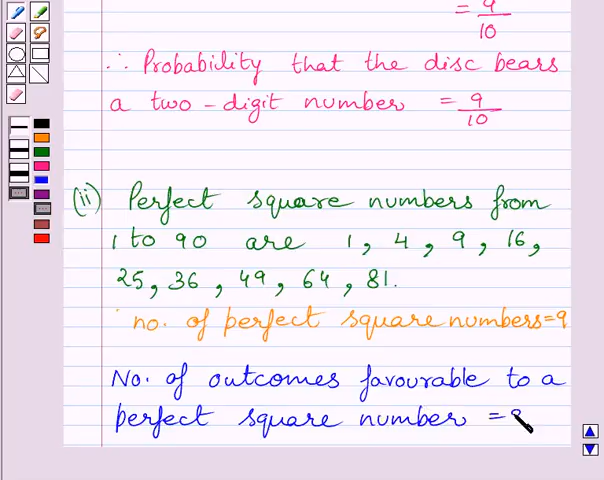 = 9/10
∴ Probability that the disc bears
a two-digit number = 9/10
(ii) Perfect square numbers from
1 to 90 are 1, 4, 9, 16,
25, 36, 49, 64, 81.
no. of perfect square numbers=9
No. of outcomes favourable to a
perfect square number =